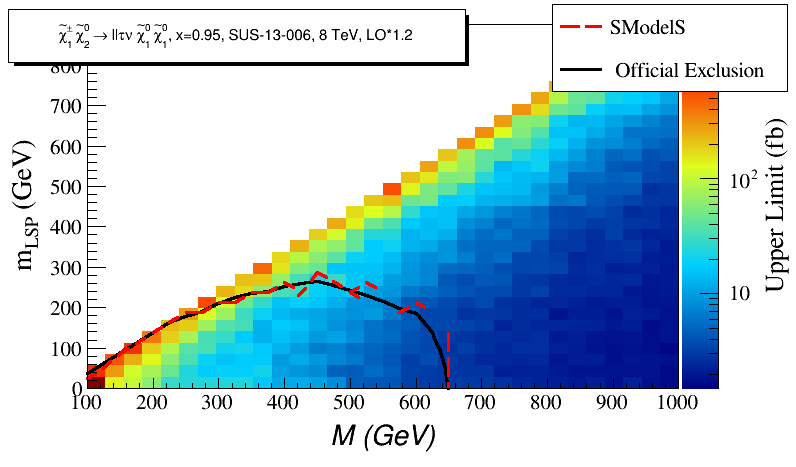 χ̃₁± χ̃₂⁰ → llτν χ̃₁⁰ χ̃₁⁰, x=0.95, SUS-13-006, 8 TeV, LO*1.2
SModelS
Official Exclusion
800
700
600
500
400
300
200
100
0
m_LSP (GeV)
100 200 300 400 500 600 700 800 900 1000
M (GeV)
10²
10
Upper Limit (fb)